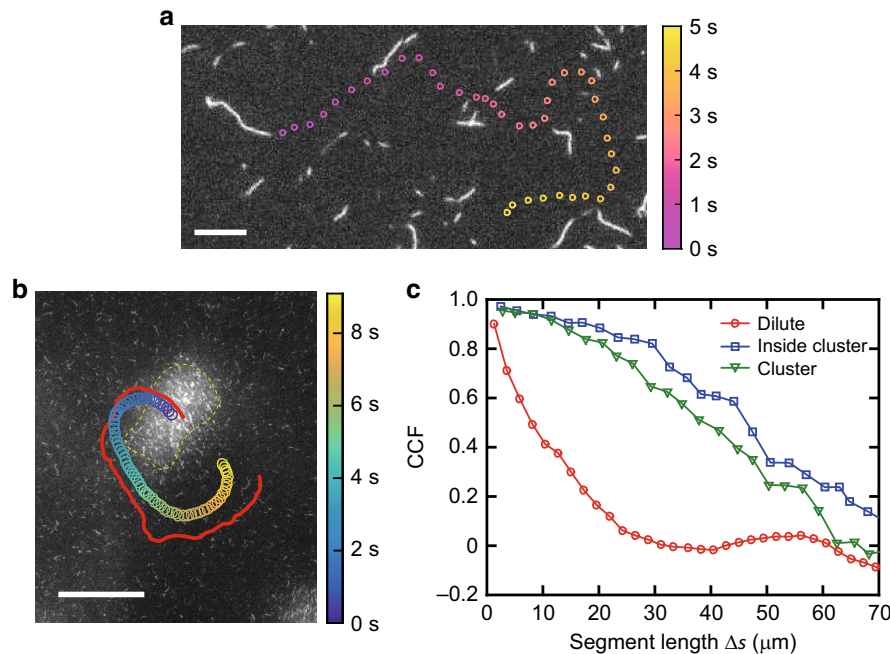 a
5 s
4 s
3 s
2 s
1 s
0 s
b
8 s
6 s
4 s
2 s
0 s
c
1.0
0.8
0.6
0.4
0.2
0
–0.2
CCF
Dilute
Inside cluster
Cluster
0 10 20 30 40 50 60 70
Segment length Δs (μm)